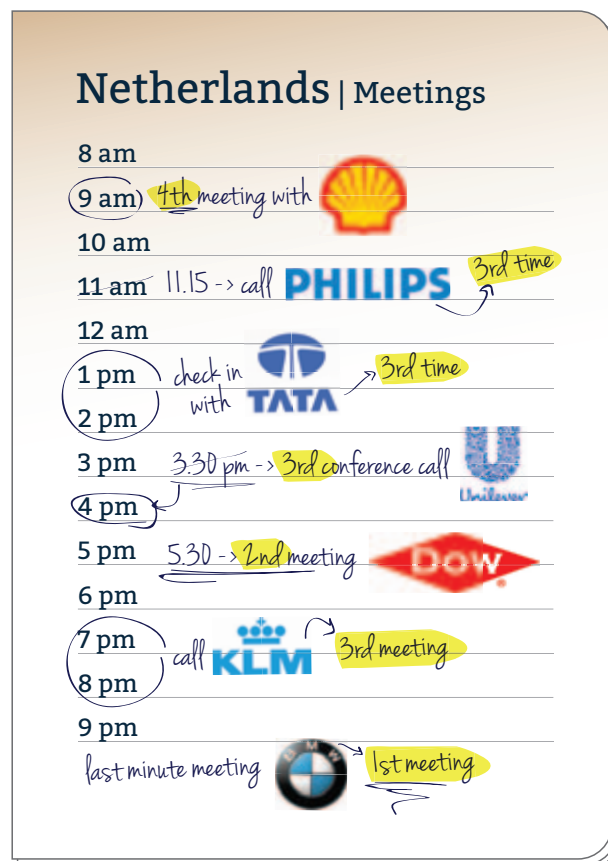 Netherlands | Meetings
8 am
9 am 4th meeting with
10 am
11 am 11.15 -> call PHILIPS 3rd time
12 am
1 pm check in with TATA 3rd time
2 pm
3 pm 3.30 pm -> 3rd conference call Unilever
4 pm
5 pm 5.30 -> 2nd meeting Dow
6 pm
7 pm call KLM 3rd meeting
8 pm
9 pm
last minute meeting BMW 1st meeting